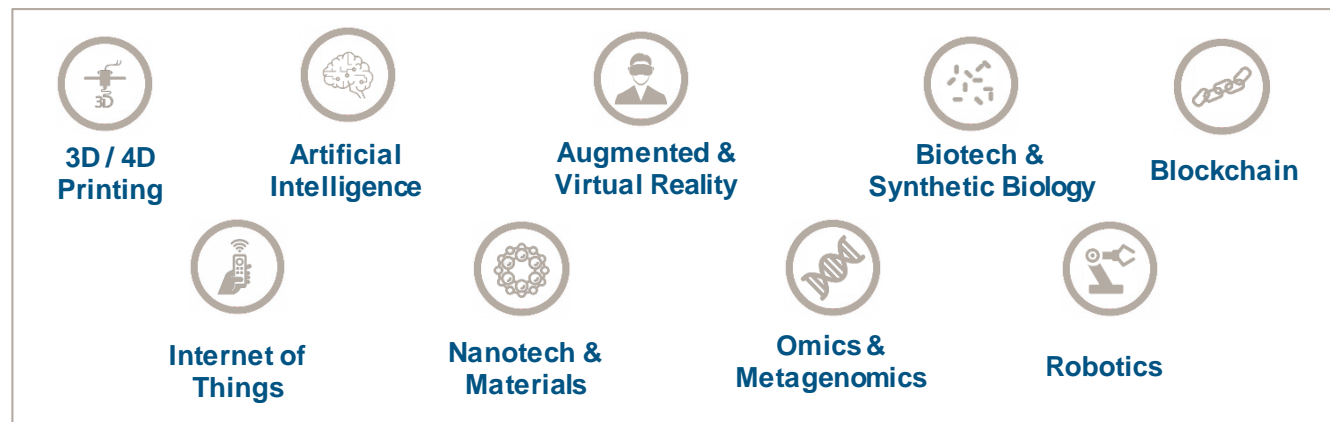 3D
3D / 4D
Printing
Artificial
Intelligence
Augmented &
Virtual Reality
Biotech &
Synthetic Biology
Blockchain
Internet of
Things
Nanotech &
Materials
Omics &
Metagenomics
Robotics